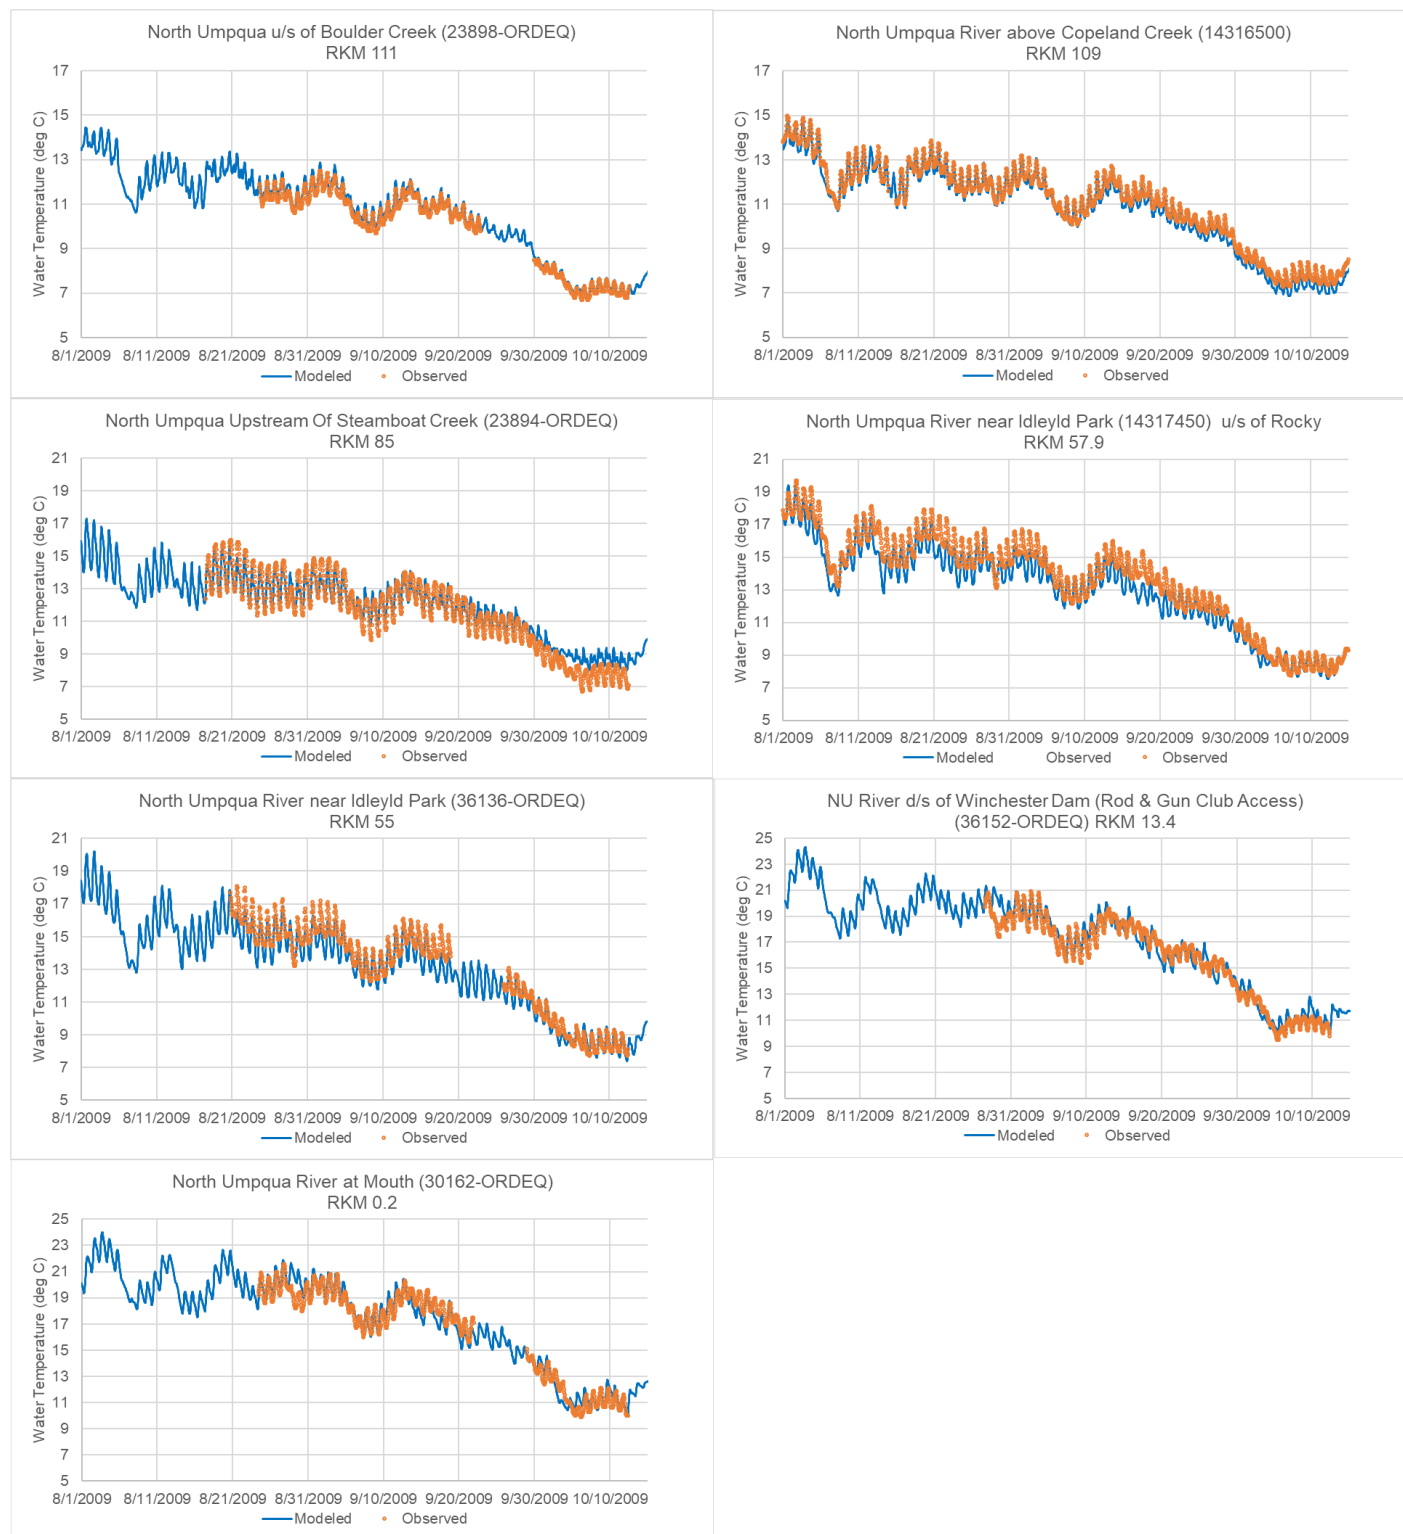 North Umpqua u/s of Boulder Creek (23898-ORDEQ)
RKM 111
Water Temperature (deg C)
17
15
13
11
9
7
5
8/1/2009 8/11/2009 8/21/2009 8/31/2009 9/10/2009 9/20/2009 9/30/2009 10/10/2009
Modeled Observed
North Umpqua River above Copeland Creek (14316500)
RKM 109
Water Temperature (deg C)
17
15
13
11
9
7
5
8/1/2009 8/11/2009 8/21/2009 8/31/2009 9/10/2009 9/20/2009 9/30/2009 10/10/2009
Modeled Observed
North Umpqua Upstream Of Steamboat Creek (23894-ORDEQ)
RKM 85
Water Temperature (deg C)
21
19
17
15
13
11
9
7
5
8/1/2009 8/11/2009 8/21/2009 8/31/2009 9/10/2009 9/20/2009 9/30/2009 10/10/2009
Modeled Observed
North Umpqua River near Idleyld Park (14317450) u/s of Rocky
RKM 57.9
Water Temperature (deg C)
21
19
17
15
13
11
9
7
5
8/1/2009 8/11/2009 8/21/2009 8/31/2009 9/10/2009 9/20/2009 9/30/2009 10/10/2009
Modeled Observed Observed
North Umpqua River near Idleyld Park (36136-ORDEQ)
RKM 55
Water Temperature (deg C)
21
19
17
15
13
11
9
7
5
8/1/2009 8/11/2009 8/21/2009 8/31/2009 9/10/2009 9/20/2009 9/30/2009 10/10/2009
Modeled Observed
NU River d/s of Winchester Dam (Rod & Gun Club Access)
(36152-ORDEQ) RKM 13.4
Water Temperature (deg C)
25
23
21
19
17
15
13
11
9
7
5
8/1/2009 8/11/2009 8/21/2009 8/31/2009 9/10/2009 9/20/2009 9/30/2009 10/10/2009
Modeled Observed
North Umpqua River at Mouth (30162-ORDEQ)
RKM 0.2
Water Temperature (deg C)
25
23
21
19
17
15
13
11
9
7
5
8/1/2009 8/11/2009 8/21/2009 8/31/2009 9/10/2009 9/20/2009 9/30/2009 10/10/2009
Modeled Observed